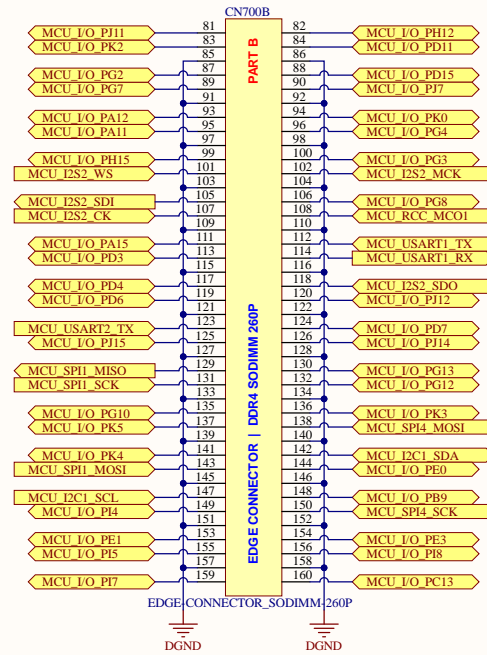 CN700B
MCU_I/O_PJ11 81 82 MCU_I/O_PH12
MCU_I/O_PK2 83 84 MCU_I/O_PD11
85 86
MCU_I/O_PG2 87 88 MCU_I/O_PD15
MCU_I/O_PG7 89 90 MCU_I/O_PJ7
91 92
MCU_I/O_PA12 93 94 MCU_I/O_PK0
MCU_I/O_PA11 95 96 MCU_I/O_PG4
97 98
MCU_I/O_PH15 99 100 MCU_I/O_PG3
MCU_I2S2_WS 101 102 MCU_I2S2_MCK
103 104
MCU_I2S2_SDI 105 106 MCU_I/O_PG8
MCU_I2S2_CK 107 108 MCU_RCC_MCO1
109 110
MCU_I/O_PA15 111 112 MCU_USART1_TX
MCU_I/O_PD3 113 114 MCU_USART1_RX
115 116
MCU_I/O_PD4 117 118 MCU_I2S2_SDO
MCU_I/O_PD6 119 120 MCU_I/O_PJ12
121 122
MCU_USART2_TX 123 124 MCU_I/O_PD7
MCU_I/O_PJ15 125 126 MCU_I/O_PJ14
127 128
MCU_SPI1_MISO 129 130 MCU_I/O_PG13
MCU_SPI1_SCK 131 132 MCU_I/O_PG12
133 134
MCU_I/O_PG10 135 136 MCU_I/O_PK3
MCU_I/O_PK5 137 138 MCU_SPI4_MOSI
139 140
MCU_I/O_PK4 141 142 MCU_I2C1_SDA
MCU_SPI1_MOSI 143 144 MCU_I/O_PE0
145 146
MCU_I2C1_SCL 147 148 MCU_I/O_PB9
MCU_I/O_PI4 149 150 MCU_SPI4_SCK
151 152
MCU_I/O_PE1 153 154 MCU_I/O_PE3
MCU_I/O_PI5 155 156 MCU_I/O_PI8
157 158
MCU_I/O_PI7 159 160 MCU_I/O_PC13
PART B
EDGE CONNECTOR | DDR4 SODIMM 260P
EDGE-CONNECTOR_SODIMM-260P
DGND DGND